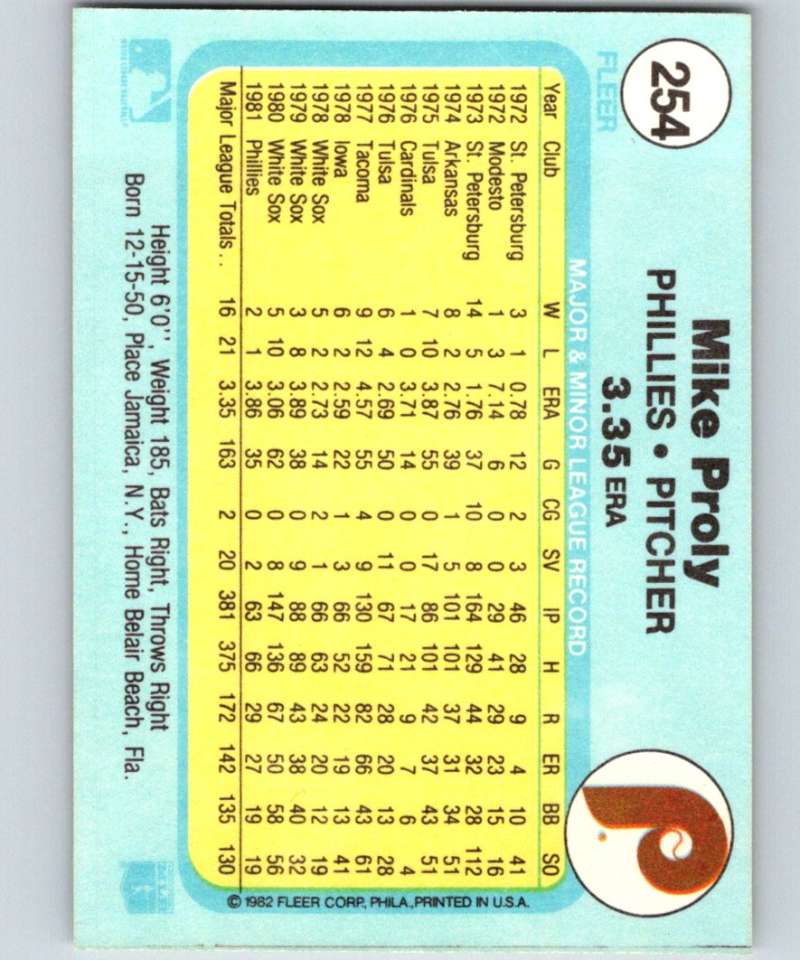 254
FLEER
Mike Proly
PHILLIES • PITCHER
3.35 ERA
MAJOR & MINOR LEAGUE RECORD
Year Club W L ERA G CG SV IP H R ER BB SO
1972 St. Petersburg 3 1 0.78 12 2 3 46 28 9 4 10 41
1972 Modesto 1 3 7.14 6 0 0 29 41 29 23 15 16
1973 St. Petersburg 14 5 1.76 37 10 8 164 129 44 32 28 112
1974 Arkansas 8 2 2.76 39 1 5 101 101 37 31 34 51
1975 Tulsa 7 10 3.87 55 0 17 86 101 42 37 43 51
1976 Cardinals 1 0 3.71 14 0 0 17 21 9 7 6 4
1976 Tulsa 6 4 2.69 50 0 11 67 71 28 20 13 28
1977 Tacoma 9 12 4.57 55 4 9 130 159 82 66 43 61
1978 Iowa 6 2 2.59 22 1 3 66 52 22 19 13 41
1978 White Sox 5 2 2.73 14 2 1 66 63 24 20 12 19
1979 White Sox 3 8 3.89 38 0 9 88 89 43 38 40 32
1980 White Sox 5 10 3.06 62 0 8 147 136 67 50 58 56
1981 Phillies 2 1 3.86 35 0 2 63 66 29 27 19 19
Major League Totals . . 16 21 3.35 163 2 20 381 375 172 142 135 130
© 1982 FLEER CORP., PHILA., PRINTED IN U.S.A.
Height 6'0'', Weight 185, Bats Right, Throws Right
Born 12-15-50, Place Jamaica, N.Y., Home Belair Beach, Fla.